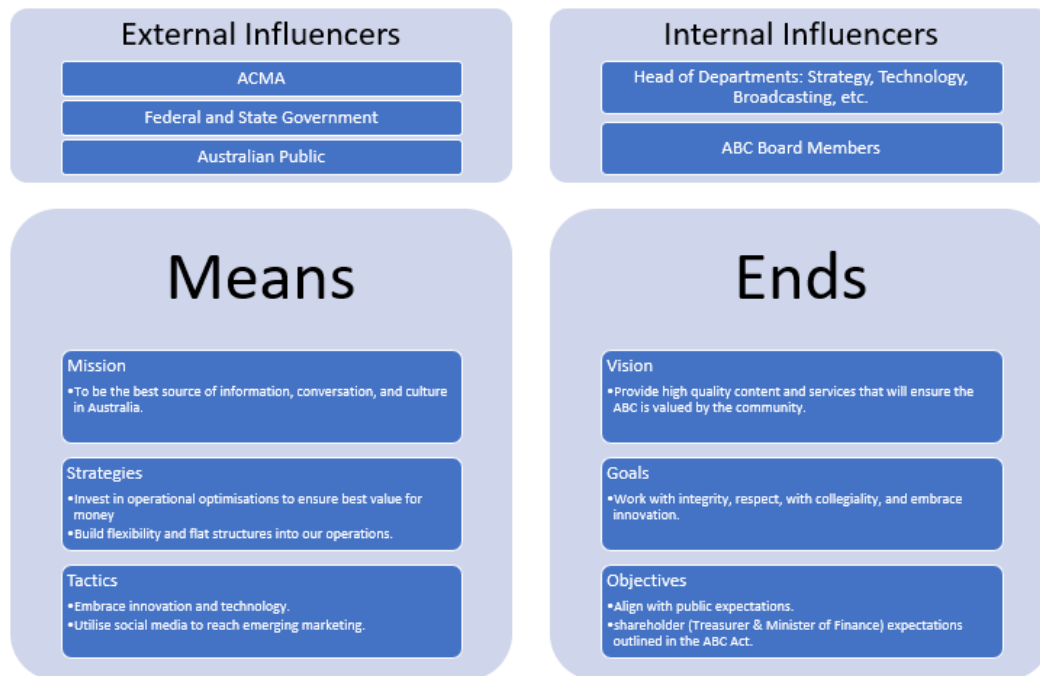 External Influencers
ACMA
Federal and State Government
Australian Public
Internal Influencers
Head of Departments: Strategy, Technology,
Broadcasting, etc.
ABC Board Members
Means
Mission
•To be the best source of information, conversation, and culture
in Australia.
Strategies
•Invest in operational optimisations to ensure best value for
money
•Build flexibility and flat structures into our operations.
Tactics
•Embrace innovation and technology.
•Utilise social media to reach emerging marketing.
Ends
Vision
•Provide high quality content and services that will ensure the
ABC is valued by the community.
Goals
•Work with integrity, respect, with collegiality, and embrace
innovation.
Objectives
•Align with public expectations.
•shareholder (Treasurer & Minister of Finance) expectations
outlined in the ABC Act.